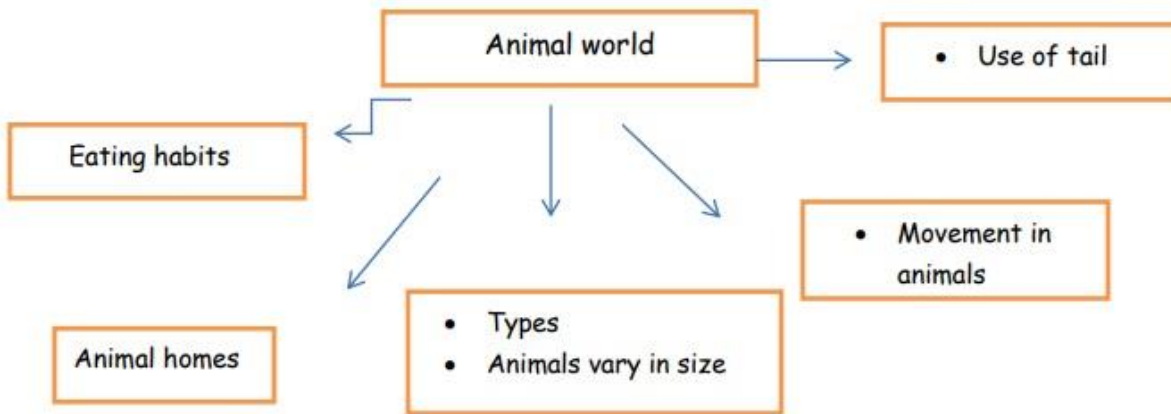 Animal world
• Use of tail
Eating habits
• Movement in
animals
• Types
• Animals vary in size
Animal homes